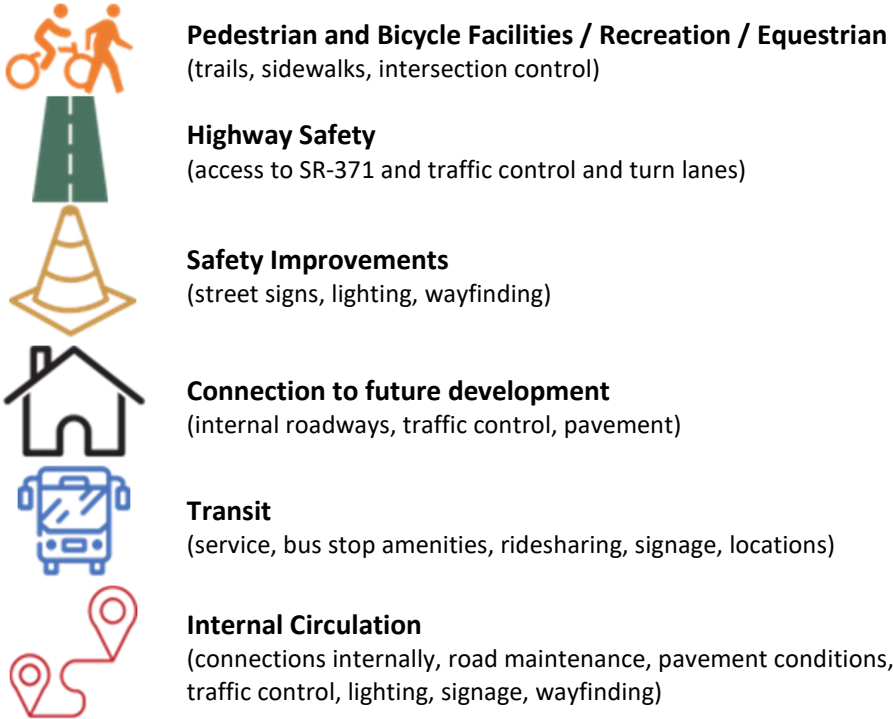 Pedestrian and Bicycle Facilities / Recreation / Equestrian
(trails, sidewalks, intersection control)
Highway Safety
(access to SR-371 and traffic control and turn lanes)
Safety Improvements
(street signs, lighting, wayfinding)
Connection to future development
(internal roadways, traffic control, pavement)
Transit
(service, bus stop amenities, ridesharing, signage, locations)
Internal Circulation
(connections internally, road maintenance, pavement conditions,
traffic control, lighting, signage, wayfinding)